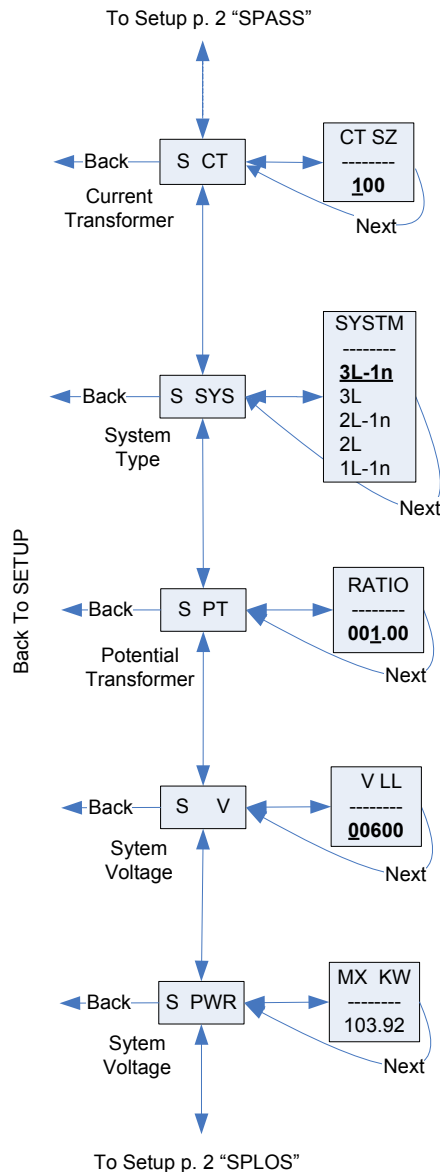 To Setup p. 2 “SPASS”
Back
S CT
Current
Transformer
CT SZ
--------
100
Next
Back
S SYS
System
Type
SYSTM
--------
3L-1n
3L
2L-1n
2L
1L-1n
Next
Back To SETUP
Back
S PT
Potential
Transformer
RATIO
--------
001.00
Next
Back
S V
Sytem
Voltage
V LL
--------
00600
Next
Back
S PWR
Sytem
Voltage
MX KW
--------
103.92
Next
To Setup p. 2 “SPLOS”